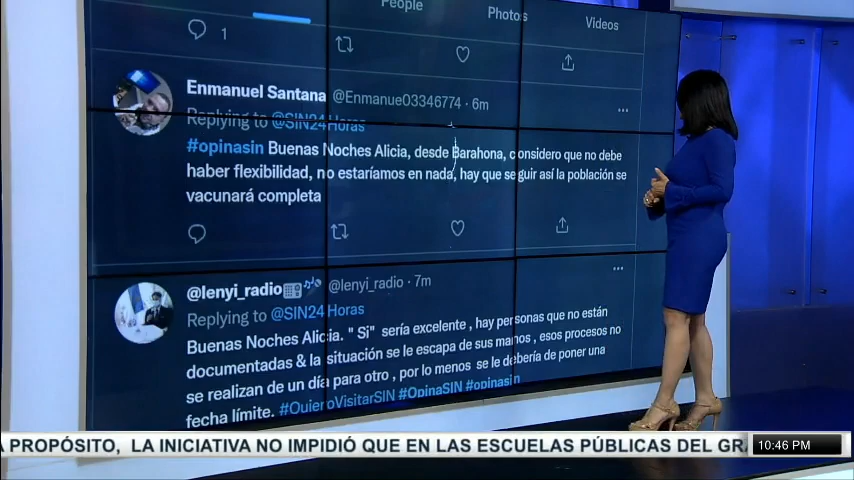 People
Photos
Videos
1
Enmanuel Santana @Enmanue03346774 · 6m
Replying to @SIN24Horas
#opinasin Buenas Noches Alicia, desde Barahona, considero que no debe
haber flexibilidad, no estaríamos en nada, hay que seguir así la población se
vacunará completa
@lenyi_radio📻🎶 @lenyi_radio · 7m
Replying to @SIN24Horas
Buenas Noches Alicia. " Si" sería excelente , hay personas que no están
documentadas & la situación se le escapa de sus manos , esos procesos no
se realizan de un día para otro , por lo menos se le debería de poner una
fecha límite. #QuieroVisitarSIN #OpinaSIN #opinasin
A PROPÓSITO, LA INICIATIVA NO IMPIDIÓ QUE EN LAS ESCUELAS PÚBLICAS DEL GRA
10:46 PM